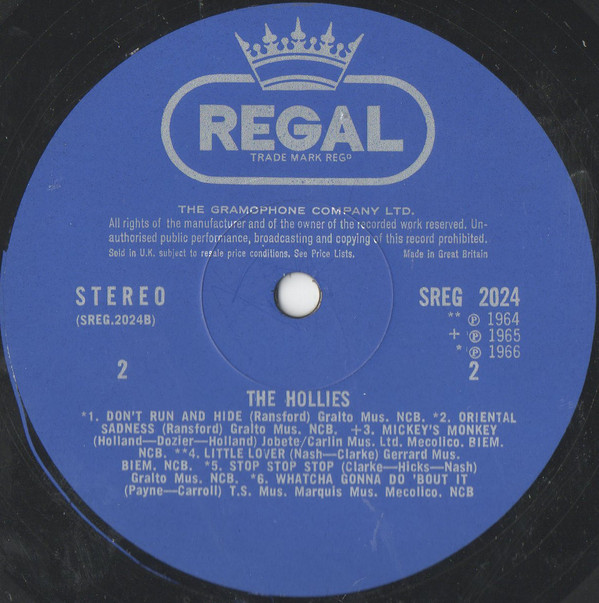 REGAL
TRADE MARK REGD
THE GRAMOPHONE COMPANY LTD.
All rights of the manufacturer and of the owner of the recorded work reserved. Un-
authorised public performance, broadcasting and copying of this record prohibited.
Sold in U.K. subject to resale price conditions. See Price Lists. Made in Great Britain
STEREO SREG 2024
(SREG.2024B) ** ℗ 1964
+ ℗ 1965
* ℗ 1966
2 2
THE HOLLIES
*1. DON'T RUN AND HIDE (Ransford) Gralto Mus. NCB. *2. ORIENTAL
SADNESS (Ransford) Gralto Mus. NCB. +3. MICKEY'S MONKEY
(Holland—Dozier—Holland) Jobete/Carlin Mus. Ltd. Mecolico. BIEM.
NCB. **4. LITTLE LOVER (Nash—Clarke) Gerrard Mus.
BIEM. NCB. *5. STOP STOP STOP (Clarke—Hicks—Nash)
Gralto Mus. NCB. *6. WHATCHA GONNA DO 'BOUT IT
(Payne—Carroll) T.S. Mus. Marquis Mus. Mecolico. NCB